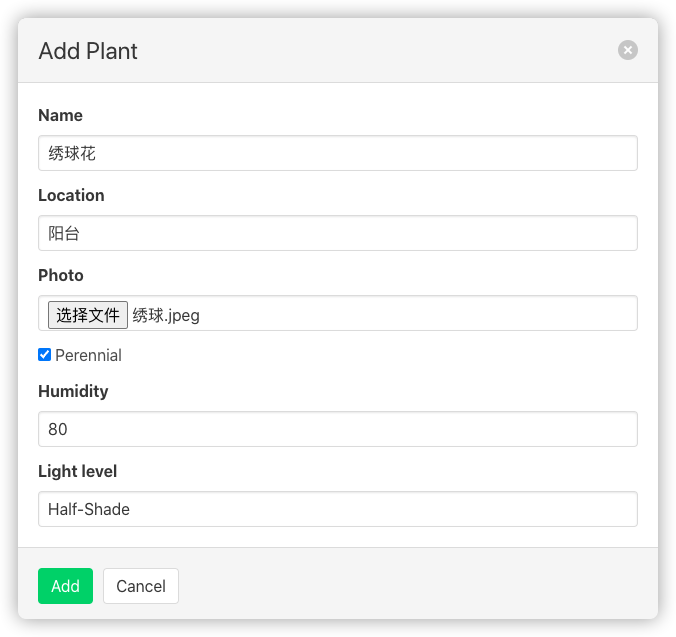 Add Plant
Name
绣球花
Location
阳台
Photo
选择文件 绣球.jpeg
Perennial
Humidity
80
Light level
Half-Shade
Add Cancel